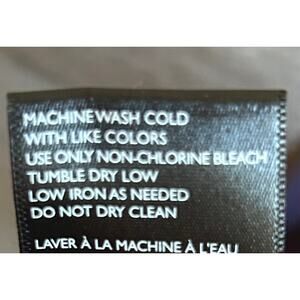 MACHINE WASH COLD
WITH LIKE COLORS
USE ONLY NON-CHLORINE BLEACH
TUMBLE DRY LOW
LOW IRON AS NEEDED
DO NOT DRY CLEAN
LAVER À LA MACHINE À L'EAU